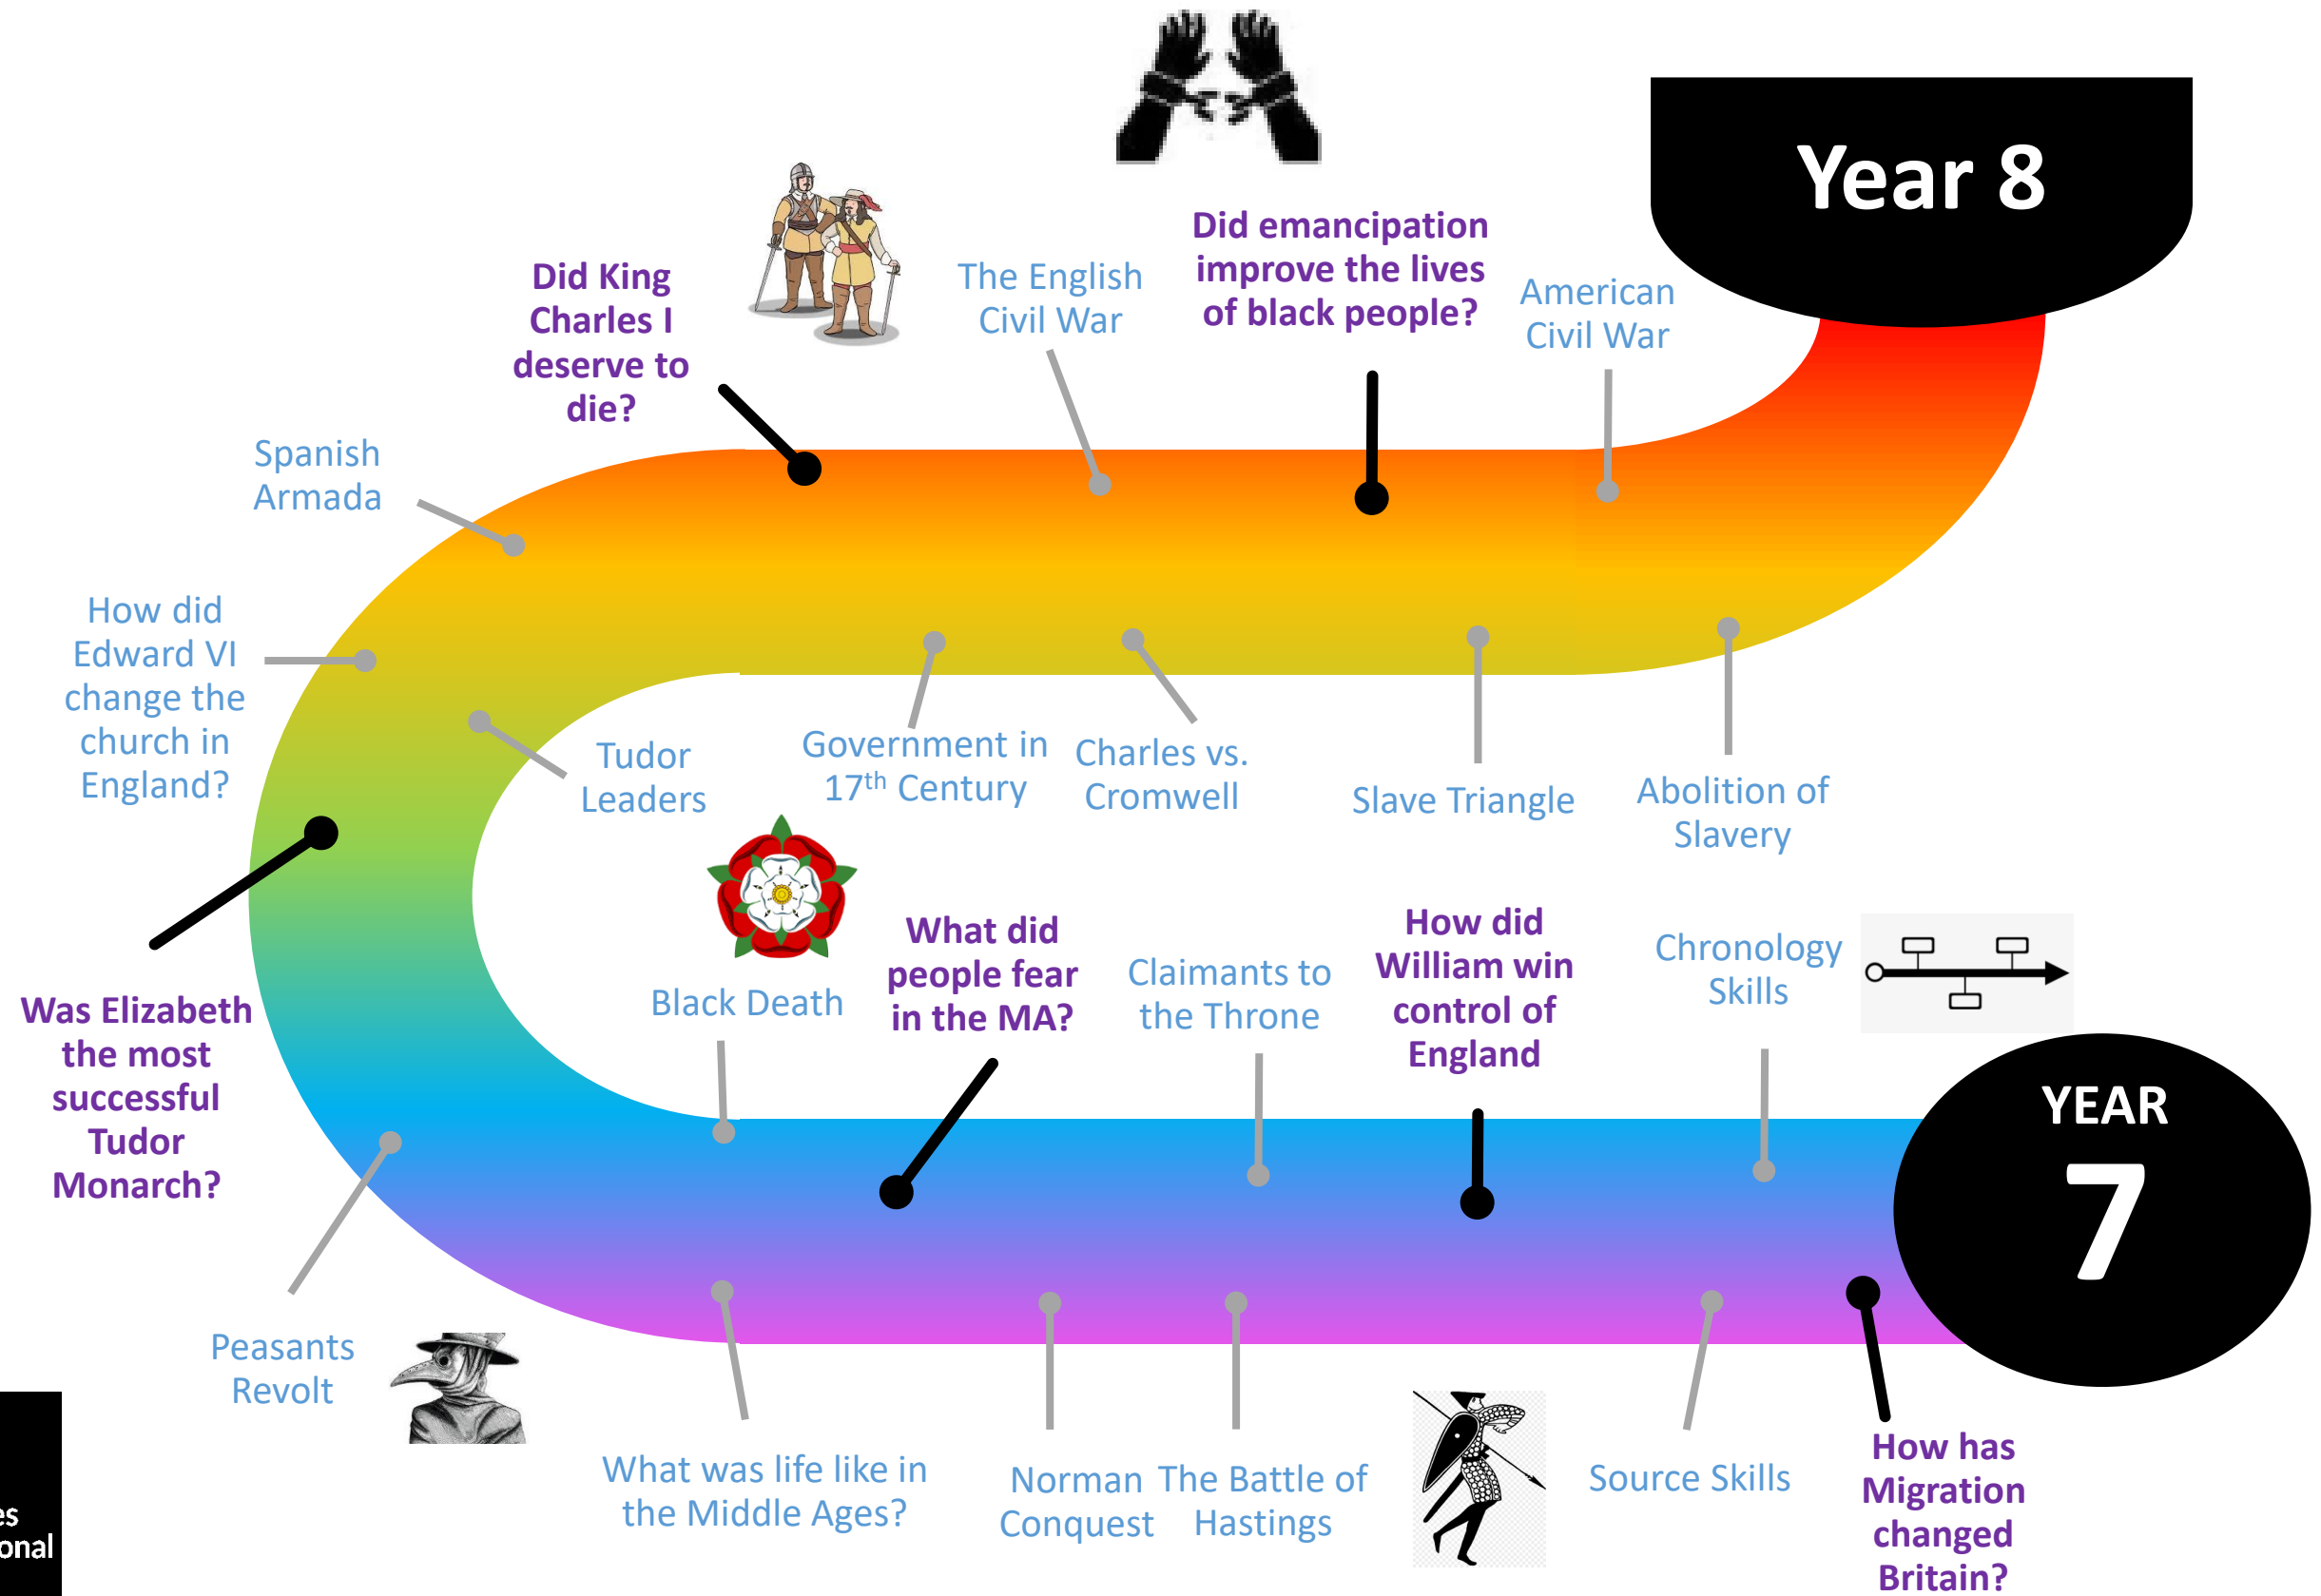 Year 8
Did emancipation
improve the lives
of black people?
Did King
Charles I
deserve to
die?
The English
Civil War
American
Civil War
Spanish
Armada
How did
Edward VI
change the
church in
England?
Tudor
Leaders
Government in
17th Century
Charles vs.
Cromwell
Slave Triangle
Abolition of
Slavery
Was Elizabeth
the most
successful
Tudor
Monarch?
Black Death
What did
people fear
in the MA?
Claimants to
the Throne
How did
William win
control of
England
Chronology
Skills
YEAR
7
Peasants
Revolt
What was life like in
the Middle Ages?
Norman
Conquest
The Battle of
Hastings
Source Skills
How has
Migration
changed
Britain?
es
onal